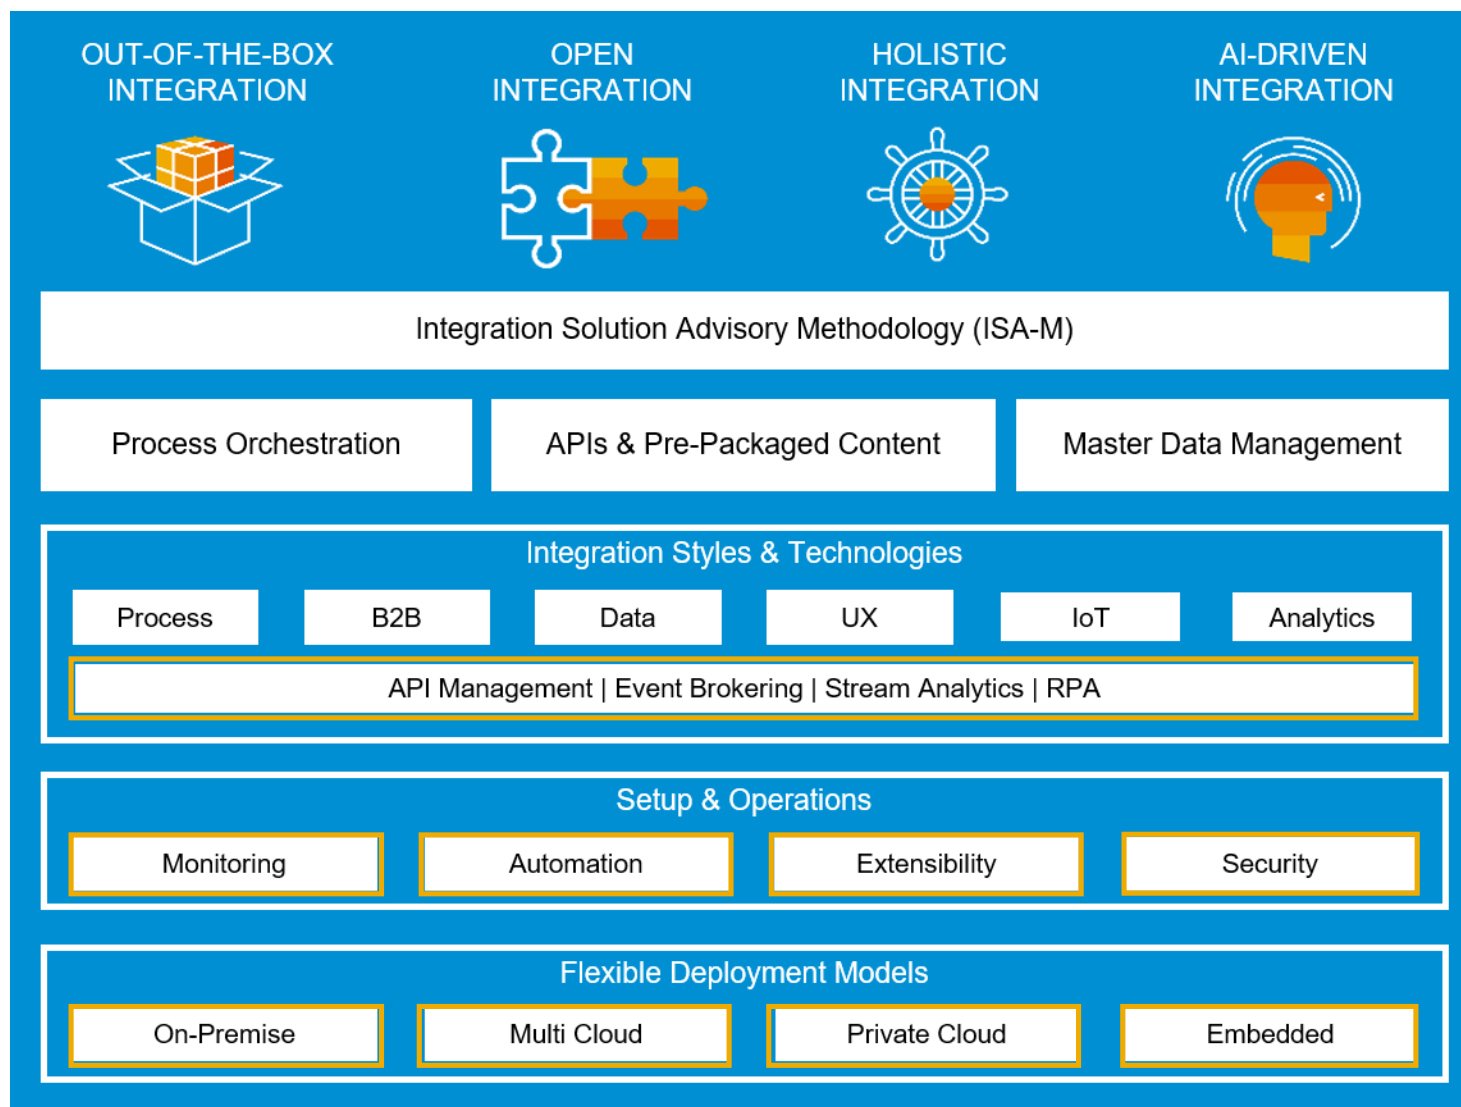 OUT-OF-THE-BOX
INTEGRATION
OPEN
INTEGRATION
HOLISTIC
INTEGRATION
AI-DRIVEN
INTEGRATION
Integration Solution Advisory Methodology (ISA-M)
Process Orchestration
APIs & Pre-Packaged Content
Master Data Management
Integration Styles & Technologies
Process
B2B
Data
UX
IoT
Analytics
API Management | Event Brokering | Stream Analytics | RPA
Setup & Operations
Monitoring
Automation
Extensibility
Security
Flexible Deployment Models
On-Premise
Multi Cloud
Private Cloud
Embedded